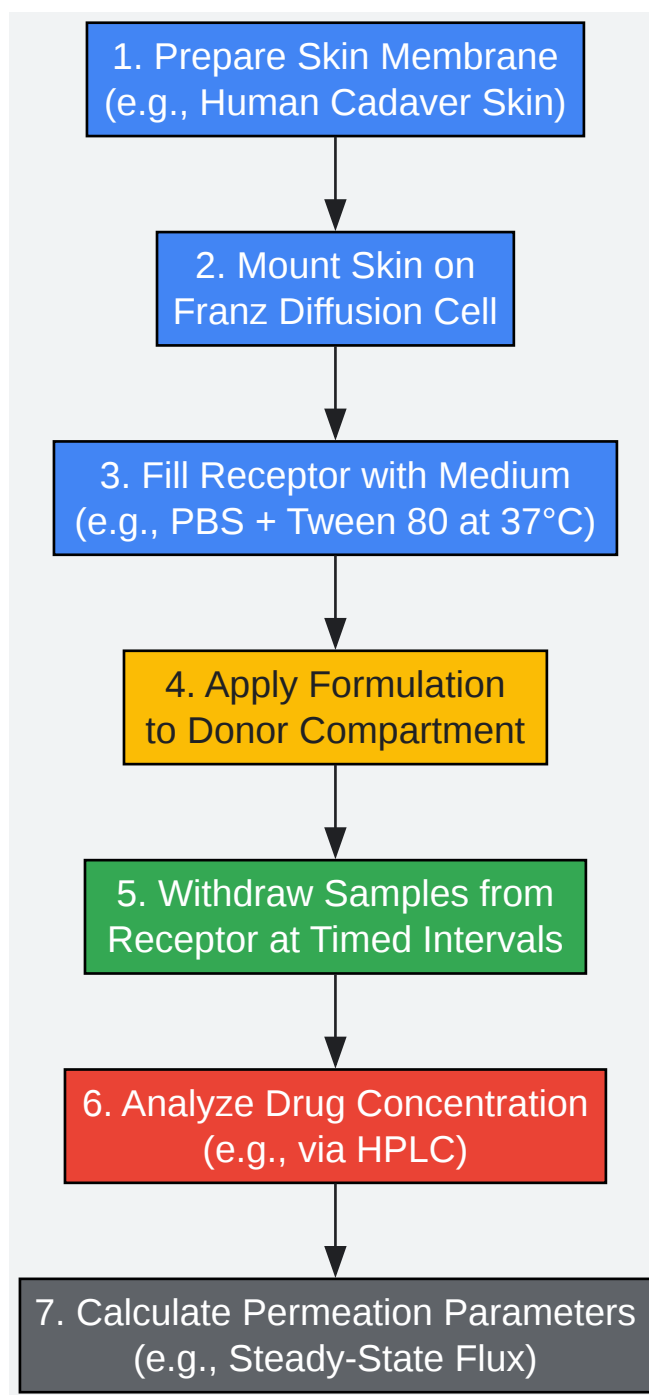 1. Prepare Skin Membrane
(e.g., Human Cadaver Skin)
2. Mount Skin on
Franz Diffusion Cell
3. Fill Receptor with Medium
(e.g., PBS + Tween 80 at 37°C)
4. Apply Formulation
to Donor Compartment
5. Withdraw Samples from
Receptor at Timed Intervals
6. Analyze Drug Concentration
(e.g., via HPLC)
7. Calculate Permeation Parameters
(e.g., Steady-State Flux)